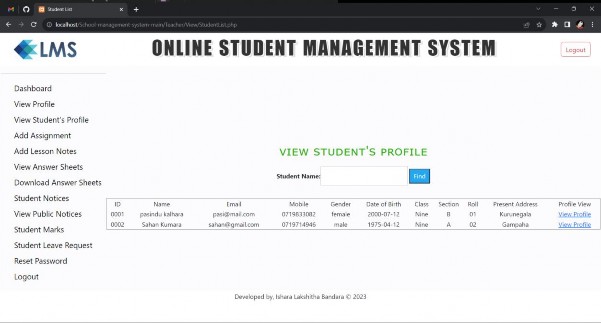 Student List
localhost/School-management-system-main/Teacher/ViewStudentList.php
LMS
ONLINE STUDENT MANAGEMENT SYSTEM
Logout
Dashboard
View Profile
View Student's Profile
Add Assignment
Add Lesson Notes
View Answer Sheets
Download Answer Sheets
Student Notices
View Public Notices
Student Marks
Student Leave Request
Reset Password
Logout
VIEW STUDENT'S PROFILE
Student Name: Find
ID Name Email Mobile Gender Date of Birth Class Section Roll Present Address Profile View
0001 pasindu kalhara pasi@mail.com 0719833082 female 2000-07-12 Nine B 01 Kurunegala View Profile
0002 Sahan Kumara sahan@gmail.com 0719714946 male 1975-04-12 Nine A 02 Gampaha View Profile
Developed by, Ishara Lakshitha Bandara © 2023